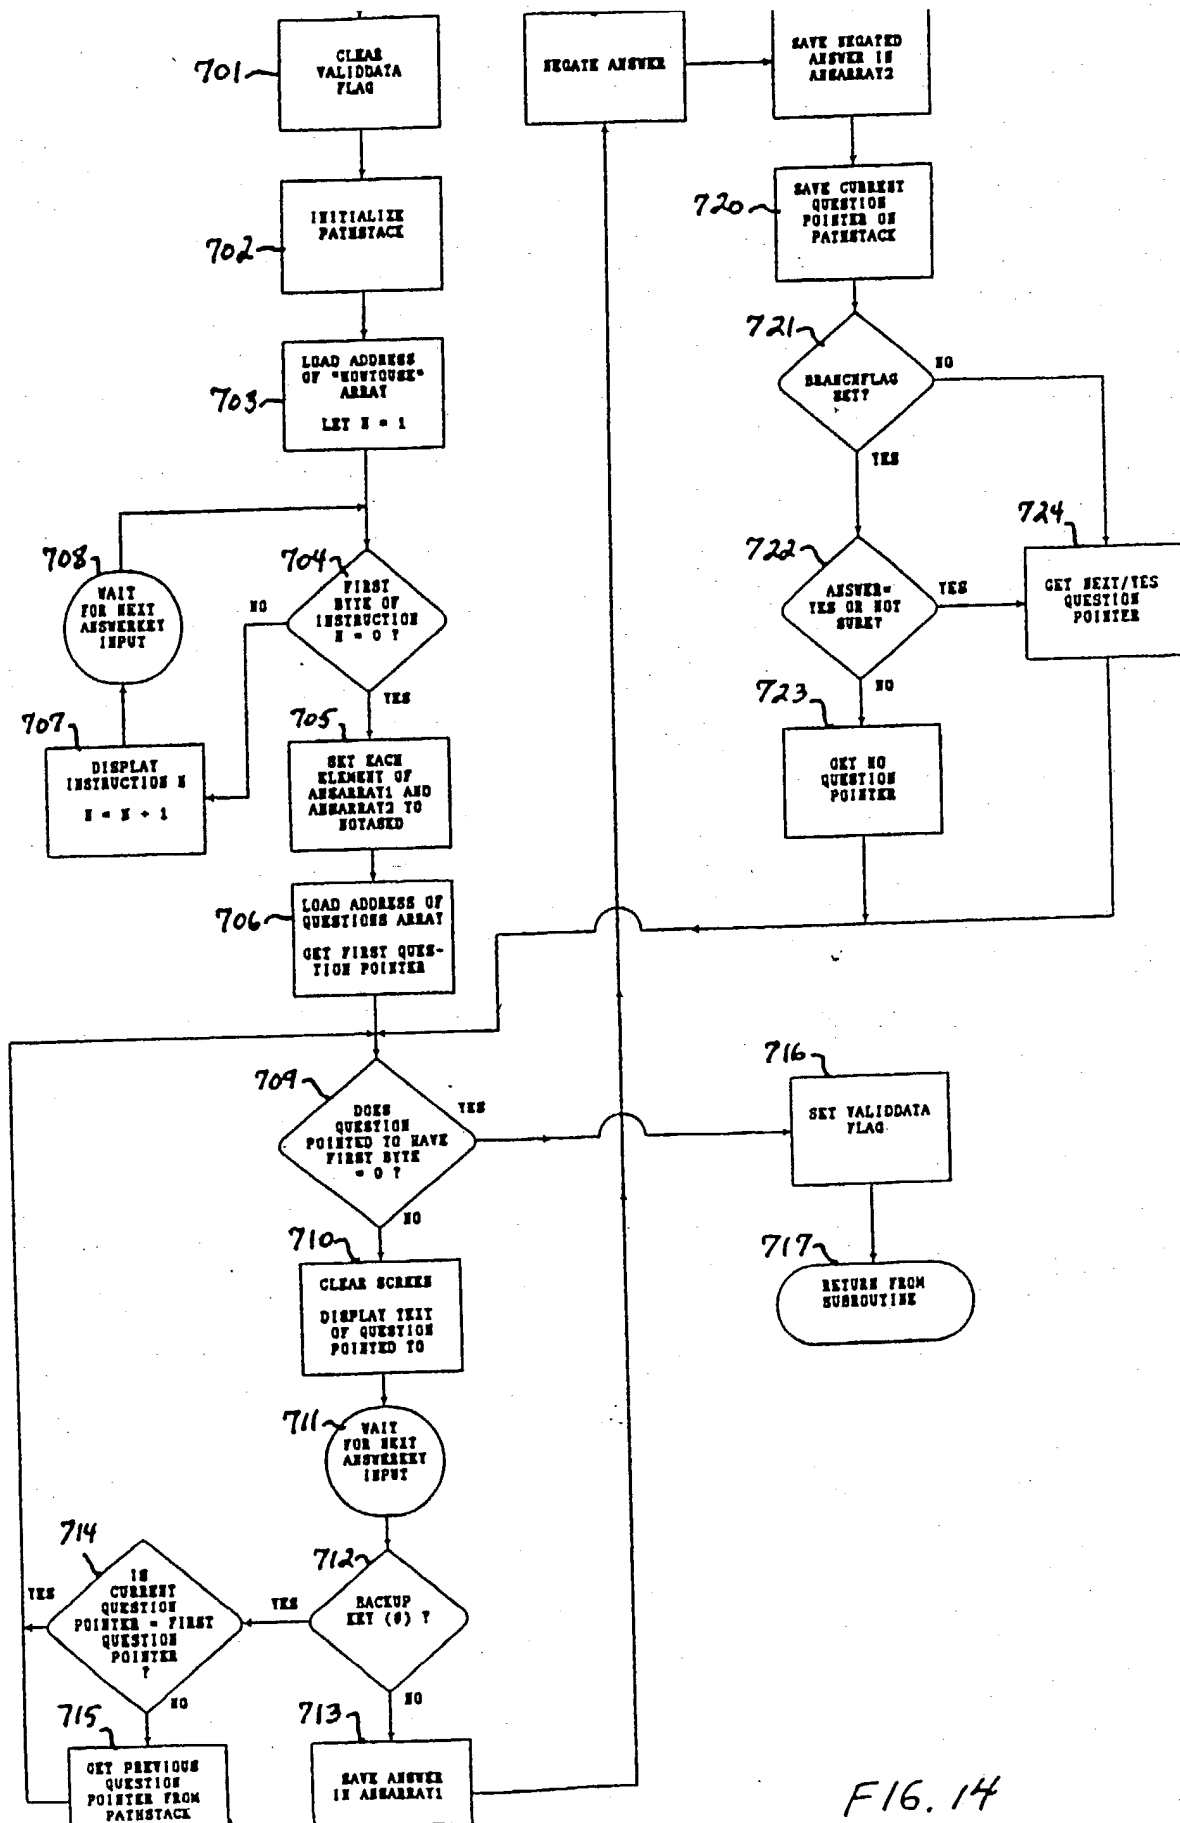 701
CLEAR
VALIDDATA
FLAG
702
INITIALIZE
PATHSTACK
703
LOAD ADDRESS
OF "HOWTOUSE"
ARRAY
LET N = 1
708
WAIT
FOR NEXT
ANSWERKEY
INPUT
704
FIRST
BYTE OF
INSTRUCTION
N = 0 ?
NO
YES
707
DISPLAY
INSTRUCTION N
N = N + 1
705
SET EACH
ELEMENT OF
ANSARRAY1 AND
ANSARRAY2 TO
NOTASKED
706
LOAD ADDRESS OF
QUESTIONS ARRAY
GET FIRST QUES-
TION POINTER
709
DOES
QUESTION
POINTED TO HAVE
FIRST BYTE
= 0 ?
YES
NO
710
CLEAR SCREEN
DISPLAY TEXT
OF QUESTION
POINTED TO
711
WAIT
FOR NEXT
ANSWERKEY
INPUT
712
BACKUP
KEY (#) ?
YES
NO
714
IS
CURRENT
QUESTION
POINTER = FIRST
QUESTION
POINTER
?
YES
NO
715
GET PREVIOUS
QUESTION
POINTER FROM
PATHSTACK
713
SAVE ANSWER
IN ANSARRAY1
NEGATE ANSWER
SAVE NEGATED
ANSWER IN
ANSARRAY2
720
SAVE CURRENT
QUESTION
POINTER ON
PATHSTACK
721
BRANCHFLAG
SET?
NO
YES
722
ANSWER=
YES OR NOT
SURE?
YES
NO
724
GET NEXT/YES
QUESTION
POINTER
723
GET NO
QUESTION
POINTER
716
SET VALIDDATA
FLAG
717
RETURN FROM
SUBROUTINE
FIG. 14